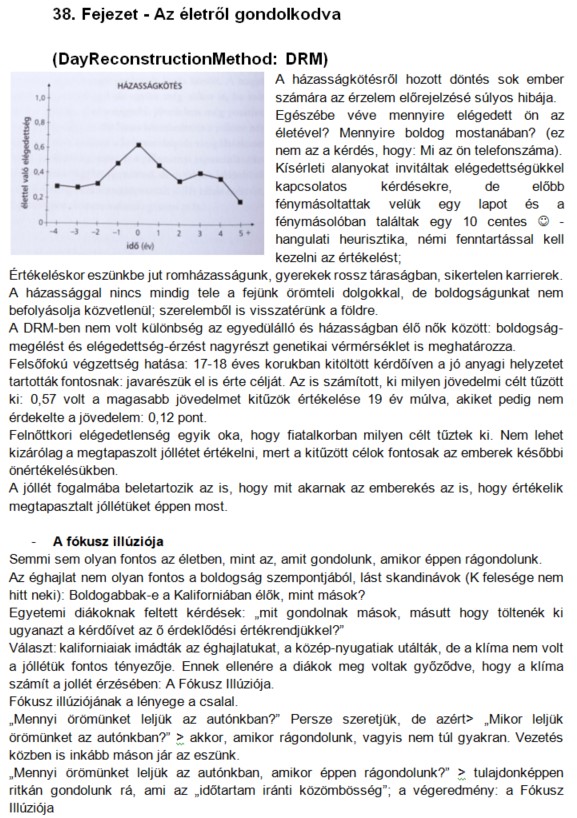 38. Fejezet - Az életről gondolkodva
(DayReconstructionMethod: DRM)
HÁZASSÁGKÖTÉS
élettel való elégedettség
1,0
0,8
0,6
0,4
0,2
0
-4 -3 -2 -1 0 1 2 3 4 5 +
idő (év)
A házasságkötésről hozott döntés sok ember
számára az érzelem előrejelzésé súlyos hibája.
Egészébe véve mennyire elégedett ön az
életével? Mennyire boldog mostanában? (ez
nem az a kérdés, hogy: Mi az ön telefonszáma).
Kísérleti alanyokat invitáltak elégedettségükkel
kapcsolatos kérdésekre, de előbb
fénymásoltattak velük egy lapot és a
fénymásolóban találtak egy 10 centes ☺ -
hangulati heurisztika, némi fenntartással kell
kezelni az értékelést;
Értékeléskor eszünkbe jut romházasságunk, gyerekek rossz táraságban, sikertelen karrierek.
A házassággal nincs mindig tele a fejünk örömteli dolgokkal, de boldogságunkat nem
befolyásolja közvetlenül; szerelemből is visszatérünk a földre.
A DRM-ben nem volt különbség az egyedülálló és házasságban élő nők között: boldogság-
megélést és elégedettség-érzést nagyrészt genetikai vérmérséklet is meghatározza.
Felsőfokú végzettség hatása: 17-18 éves korukban kitöltött kérdőíven a jó anyagi helyzetet
tartották fontosnak: javarészük el is érte célját. Az is számított, ki milyen jövedelmi célt tűzött
ki: 0,57 volt a magasabb jövedelmet kitűzök értékelése 19 év múlva, akiket pedig nem
érdekelte a jövedelem: 0,12 pont.
Felnőttkori elégedetlenség egyik oka, hogy fiatalkorban milyen célt tűztek ki. Nem lehet
kizárólag a megtapaszolt jóllétet értékelni, mert a kitűzött célok fontosak az emberek későbbi
önértékelésükben.
A jóllét fogalmába beletartozik az is, hogy mit akarnak az emberekés az is, hogy értékelik
megtapasztalt jóllétüket éppen most.
- A fókusz illúziója
Semmi sem olyan fontos az életben, mint az, amit gondolunk, amikor éppen rágondolunk.
Az éghajlat nem olyan fontos a boldogság szempontjából, lást skandinávok (K felesége nem
hitt neki): Boldogabbak-e a Kaliforniában élők, mint mások?
Egyetemi diákoknak feltett kérdések: „mit gondolnak mások, másutt hogy töltenék ki
ugyanazt a kérdőívet az ő érdeklődési értékrendjükkel?”
Választ: kaliforniaiak imádták az éghajlatukat, a közép-nyugatiak utálták, de a klíma nem volt
a jóllétük fontos tényezője. Ennek ellenére a diákok meg voltak győződve, hogy a klíma
számít a jollét érzésében: A Fókusz Illúziója.
Fókusz illúziójának a lényege a csalal.
„Mennyi örömünket leljük az autónkban?” Persze szeretjük, de azért> „Mikor leljük
örömünket az autónkban?” > akkor, amikor rágondolunk, vagyis nem túl gyakran. Vezetés
közben is inkább máson jár az eszünk.
„Mennyi örömünket leljük az autónkban, amikor éppen rágondolunk?” > tulajdonképpen
ritkán gondolunk rá, ami az „időtartam iránti közömbösség”; a végeredmény: a Fókusz
Illúziója